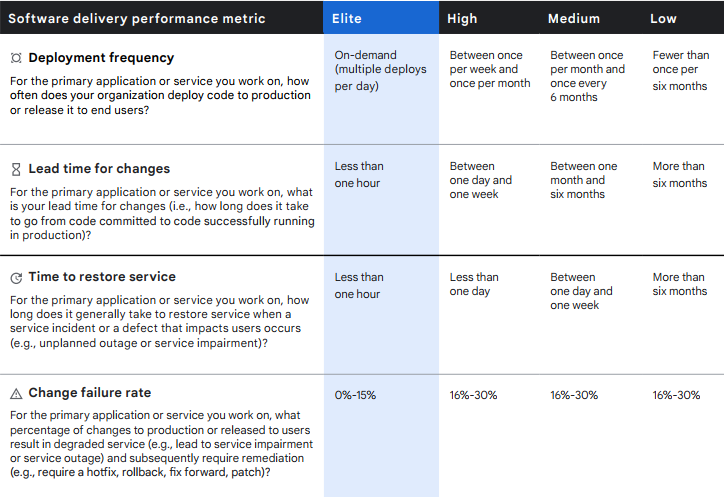 Software delivery performance metric Elite High Medium Low
Deployment frequency
For the primary application or service you work on, how
often does your organization deploy code to production
or release it to end users?
On-demand
(multiple deploys
per day)
Between once
per week and
once per month
Between once
per month and
once every
6 months
Fewer than
once per
six months
Lead time for changes
For the primary application or service you work on, what
is your lead time for changes (i.e., how long does it take
to go from code committed to code successfully running
in production)?
Less than
one hour
Between
one day and
one week
Between one
month and
six months
More than
six months
Time to restore service
For the primary application or service you work on, how
long does it generally take to restore service when a
service incident or a defect that impacts users occurs
(e.g., unplanned outage or service impairment)?
Less than
one hour
Less than
one day
Between
one day and
one week
More than
six months
Change failure rate
For the primary application or service you work on, what
percentage of changes to production or released to users
result in degraded service (e.g., lead to service impairment
or service outage) and subsequently require remediation
(e.g., require a hotfix, rollback, fix forward, patch)?
0%-15%
16%-30%
16%-30%
16%-30%